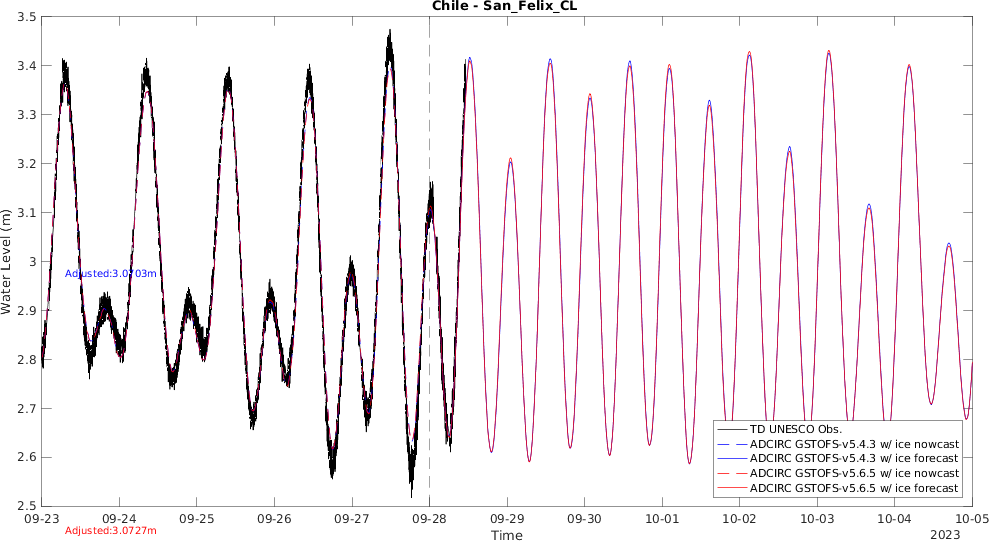 Chile - San_Felix_CL
3.5
3.4
3.3
3.2
3.1
3
2.9
2.8
2.7
2.6
2.5
Water Level (m)
Adjusted:3.0703m
Adjusted:3.0727m
TD UNESCO Obs.
ADCIRC GSTOFS-v5.4.3 w/ ice nowcast
ADCIRC GSTOFS-v5.4.3 w/ ice forecast
ADCIRC GSTOFS-v5.6.5 w/ ice nowcast
ADCIRC GSTOFS-v5.6.5 w/ ice forecast
09-23 09-24 09-25 09-26 09-27 09-28 09-29 09-30 10-01 10-02 10-03 10-04 10-05
Time
2023